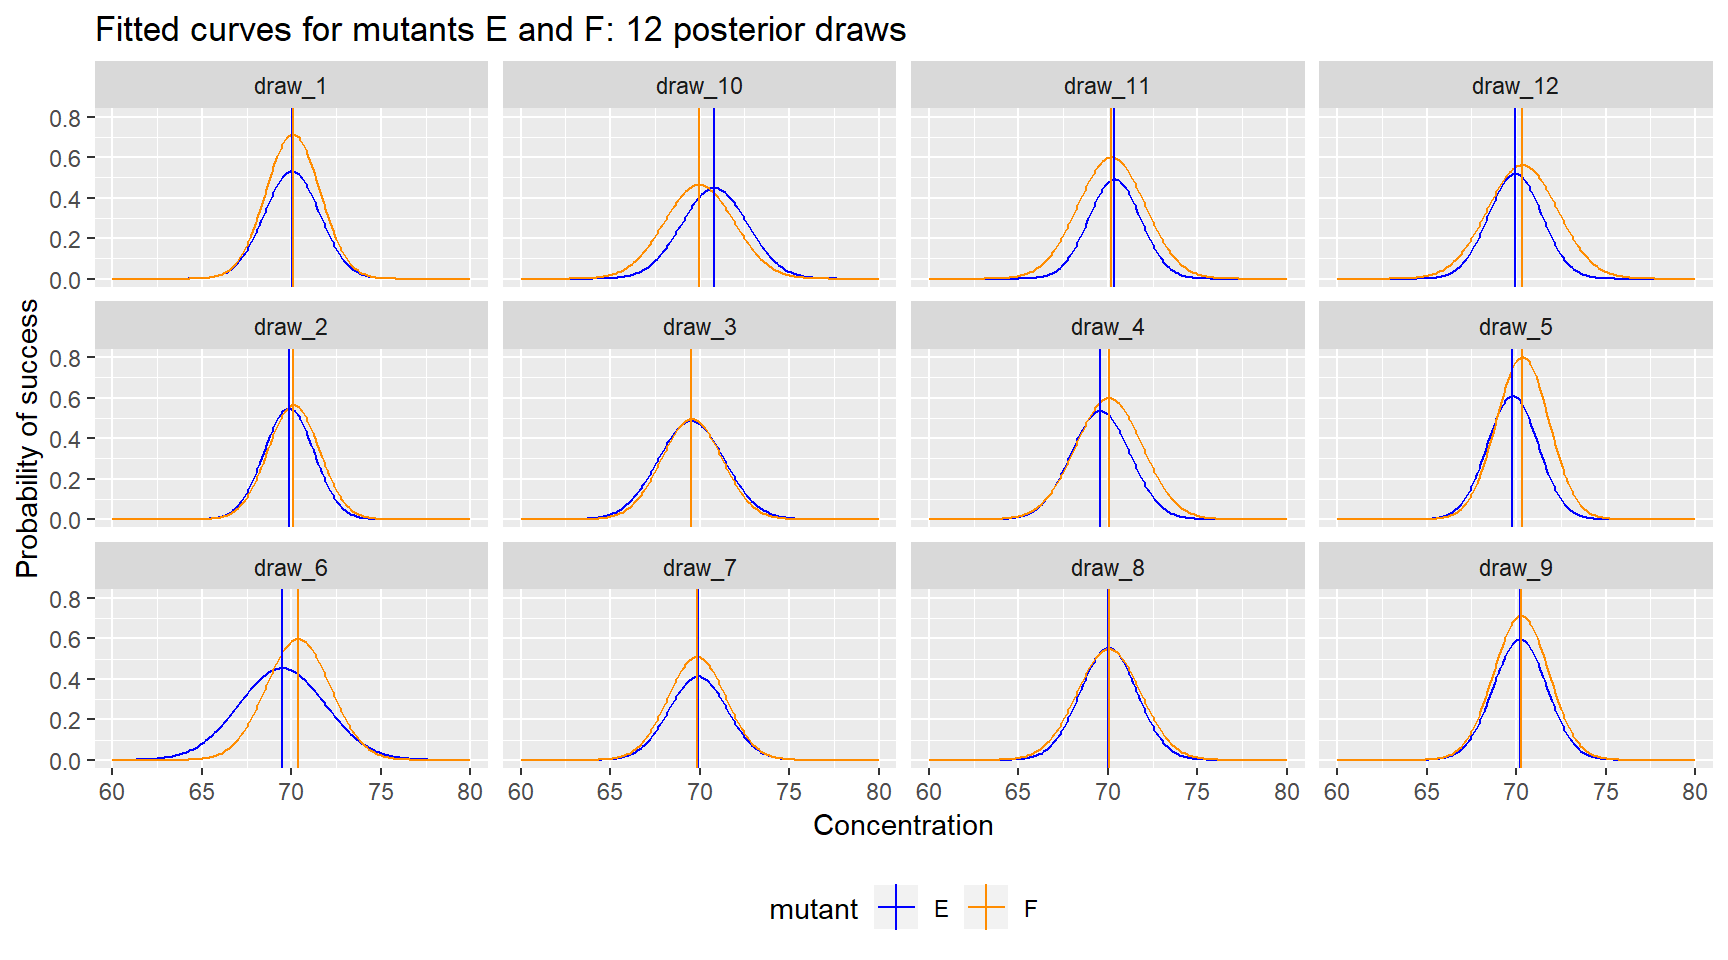 Fitted curves for mutants E and F: 12 posterior draws
draw_1 draw_10 draw_11 draw_12
0.8
0.6
0.4
0.2
0.0
draw_2 draw_3 draw_4 draw_5
0.8
0.6
0.4
0.2
0.0
draw_6 draw_7 draw_8 draw_9
0.8
0.6
0.4
0.2
0.0
Probability of success
60 65 70 75 80 60 65 70 75 80 60 65 70 75 80 60 65 70 75 80
Concentration
mutant E F